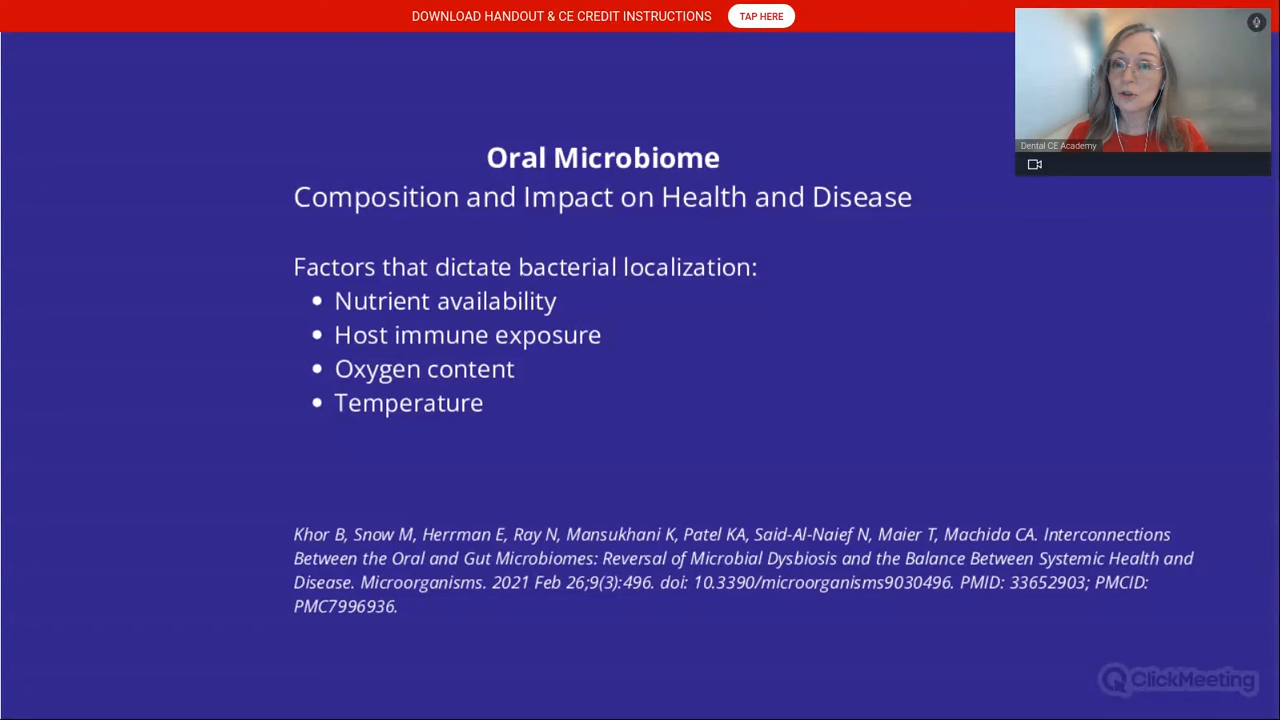 DOWNLOAD HANDOUT & CE CREDIT INSTRUCTIONS TAP HERE
Dental CE Academy
Oral Microbiome
Composition and Impact on Health and Disease
Factors that dictate bacterial localization:
• Nutrient availability
• Host immune exposure
• Oxygen content
• Temperature
Khor B, Snow M, Herrman E, Ray N, Mansukhani K, Patel KA, Said-Al-Naief N, Maier T, Machida CA. Interconnections
Between the Oral and Gut Microbiomes: Reversal of Microbial Dysbiosis and the Balance Between Systemic Health and
Disease. Microorganisms. 2021 Feb 26;9(3):496. doi: 10.3390/microorganisms9030496. PMID: 33652903; PMCID:
PMC7996936.
ClickMeeting